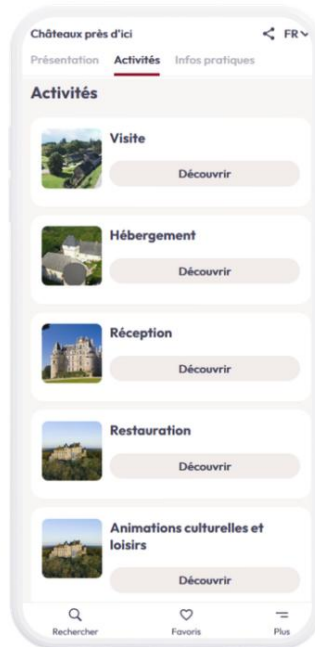 Châteaux près d'ici FR
Présentation Activités Infos pratiques
Activités
Visite
Découvrir
Hébergement
Découvrir
Réception
Découvrir
Restauration
Découvrir
Animations culturelles et
loisirs
Découvrir
Rechercher Favoris Plus